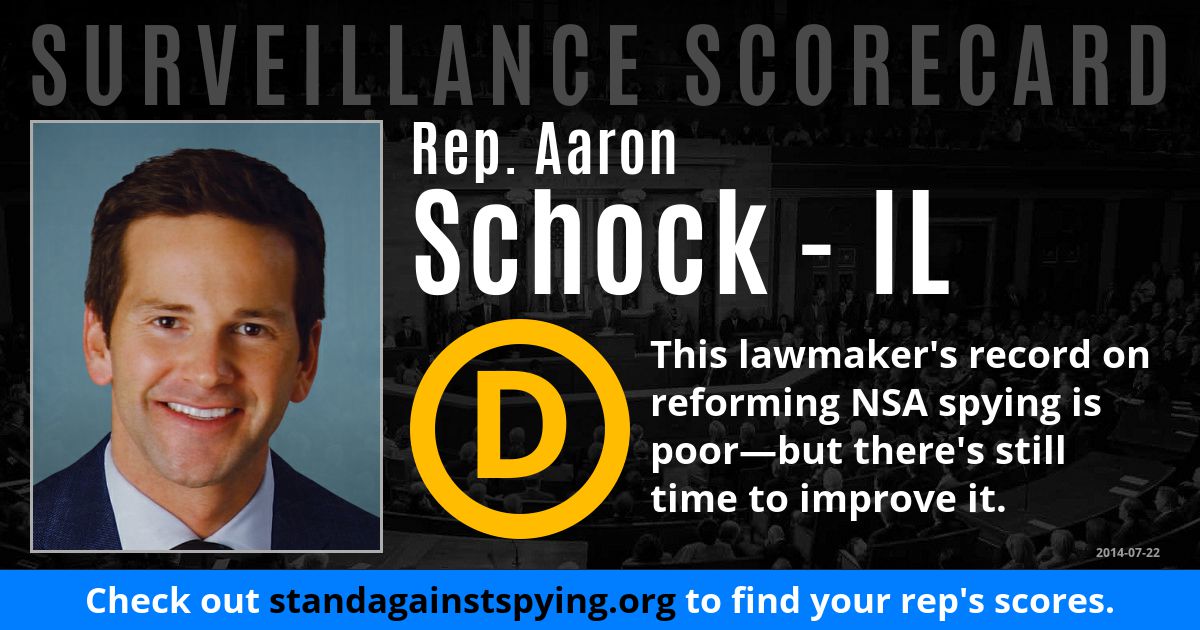 SURVEILLANCE SCORECARD
Rep. Aaron
Schock - IL
D
This lawmaker's record on
reforming NSA spying is
poor—but there's still
time to improve it.
2014-07-22
Check out standagainstspying.org to find your rep's scores.